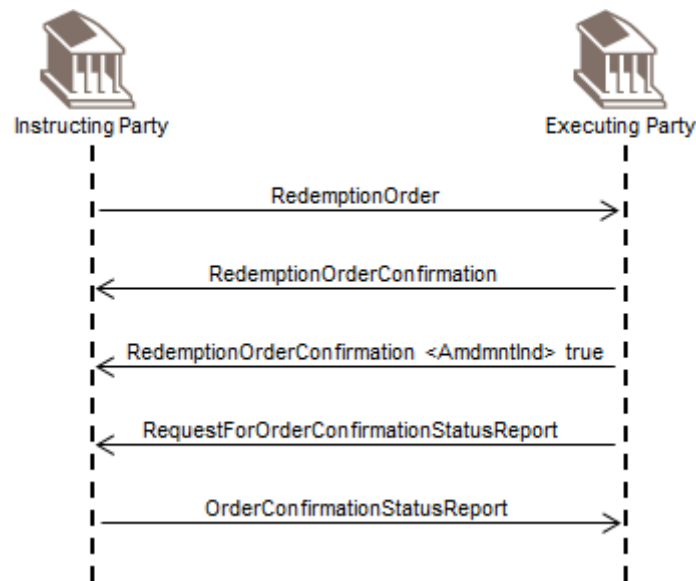 Instructing Party
Executing Party
RedemptionOrder
RedemptionOrderConfirmation
RedemptionOrderConfirmation <AmdmntInd> true
RequestForOrderConfirmationStatusReport
OrderConfirmationStatusReport